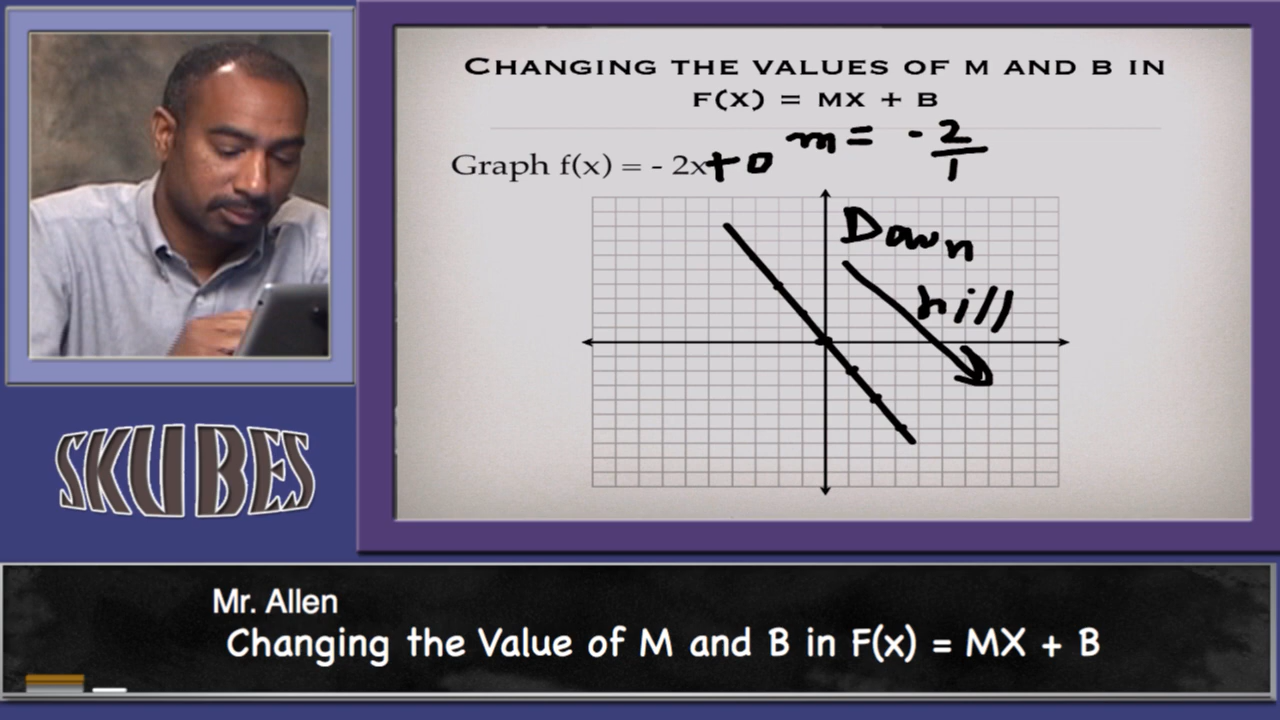 CHANGING THE VALUES OF M AND B IN
F(X) = MX + B
Graph f(x) = - 2x+0 m = - 2/1
Down
hill
SKUBES
Mr. Allen
Changing the Value of M and B in F(x) = MX + B